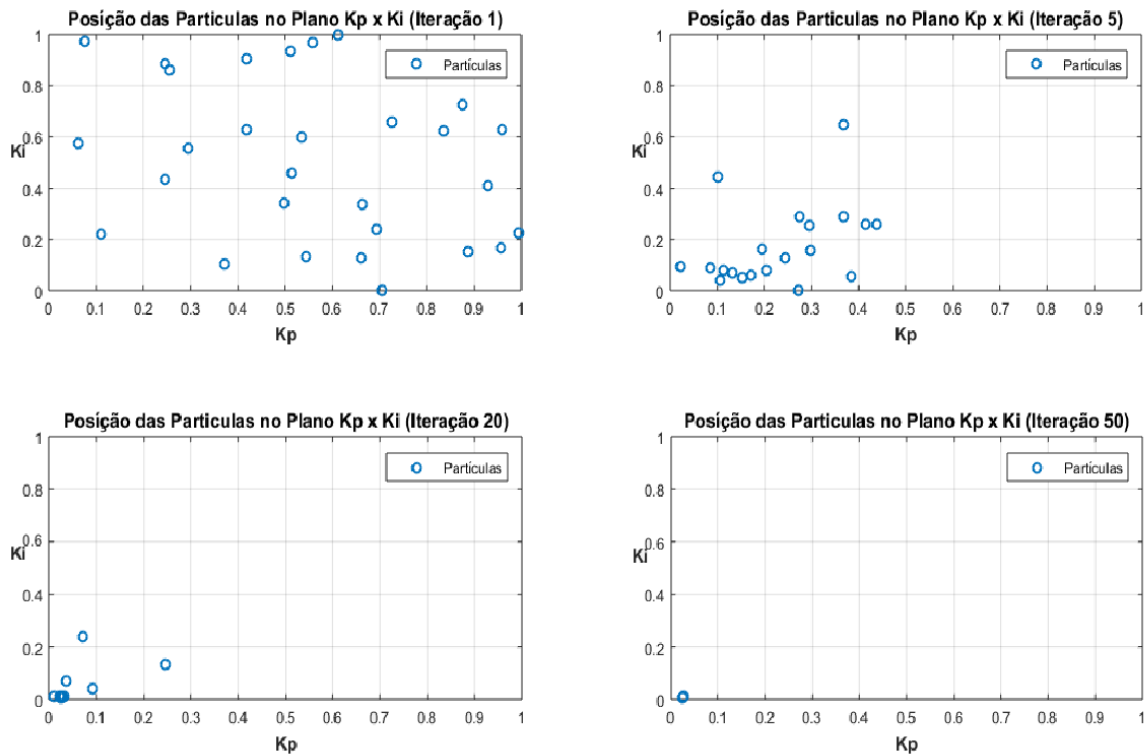 Posição das Particulas no Plano Kp x Ki (Iteração 1)
1
0.8
0.6
Ki
0.4
0.2
0
0 0.1 0.2 0.3 0.4 0.5 0.6 0.7 0.8 0.9 1
Kp
Partículas
Posição das Particulas no Plano Kp x Ki (Iteração 5)
1
0.8
0.6
Ki
0.4
0.2
0
0 0.1 0.2 0.3 0.4 0.5 0.6 0.7 0.8 0.9 1
Kp
Partículas
Posição das Particulas no Plano Kp x Ki (Iteração 20)
1
0.8
0.6
Ki
0.4
0.2
0
0 0.1 0.2 0.3 0.4 0.5 0.6 0.7 0.8 0.9 1
Kp
Partículas
Posição das Particulas no Plano Kp x Ki (Iteração 50)
1
0.8
0.6
Ki
0.4
0.2
0
0 0.1 0.2 0.3 0.4 0.5 0.6 0.7 0.8 0.9 1
Kp
Partículas